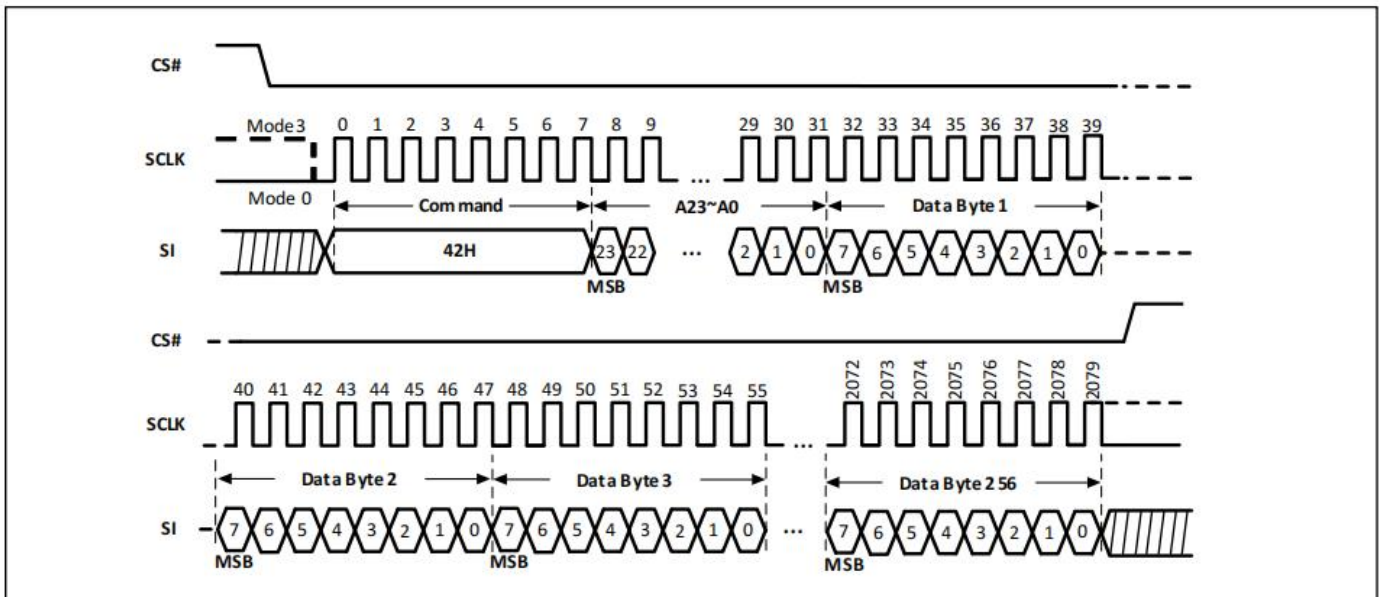 CS#
Mode 3 0 1 2 3 4 5 6 7 8 9 29 30 31 32 33 34 35 36 37 38 39
SCLK ...
Mode 0 Command A23~A0 Data Byte 1
SI 42H 23 22 ... 2 1 0 7 6 5 4 3 2 1 0
MSB MSB
CS#
40 41 42 43 44 45 46 47 48 49 50 51 52 53 54 55 2072 2073 2074 2075 2076 2077 2078 2079
SCLK ...
Data Byte 2 Data Byte 3 Data Byte 256
SI 7 6 5 4 3 2 1 0 7 6 5 4 3 2 1 0 ... 7 6 5 4 3 2 1 0
MSB MSB MSB